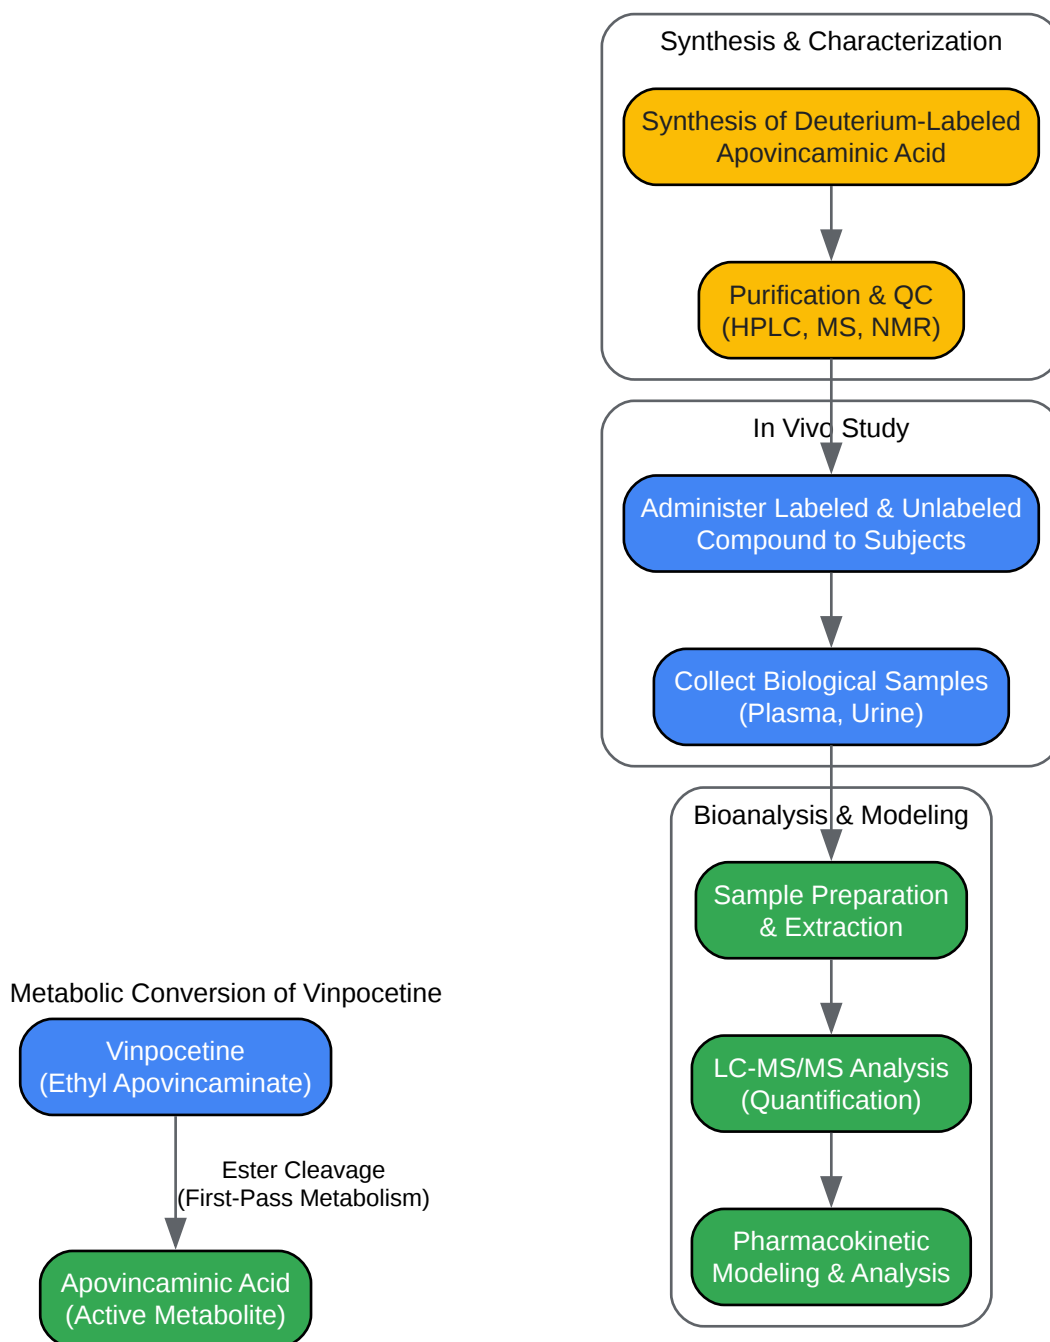 Synthesis & Characterization
Synthesis of Deuterium-Labeled
Apovincaminic Acid
Purification & QC
(HPLC, MS, NMR)
In Vivo Study
Administer Labeled & Unlabeled
Compound to Subjects
Collect Biological Samples
(Plasma, Urine)
Bioanalysis & Modeling
Sample Preparation
& Extraction
LC-MS/MS Analysis
(Quantification)
Pharmacokinetic
Modeling & Analysis
Metabolic Conversion of Vinpocetine
Vinpocetine
(Ethyl Apovincaminate)
Ester Cleavage
(First-Pass Metabolism)
Apovincaminic Acid
(Active Metabolite)